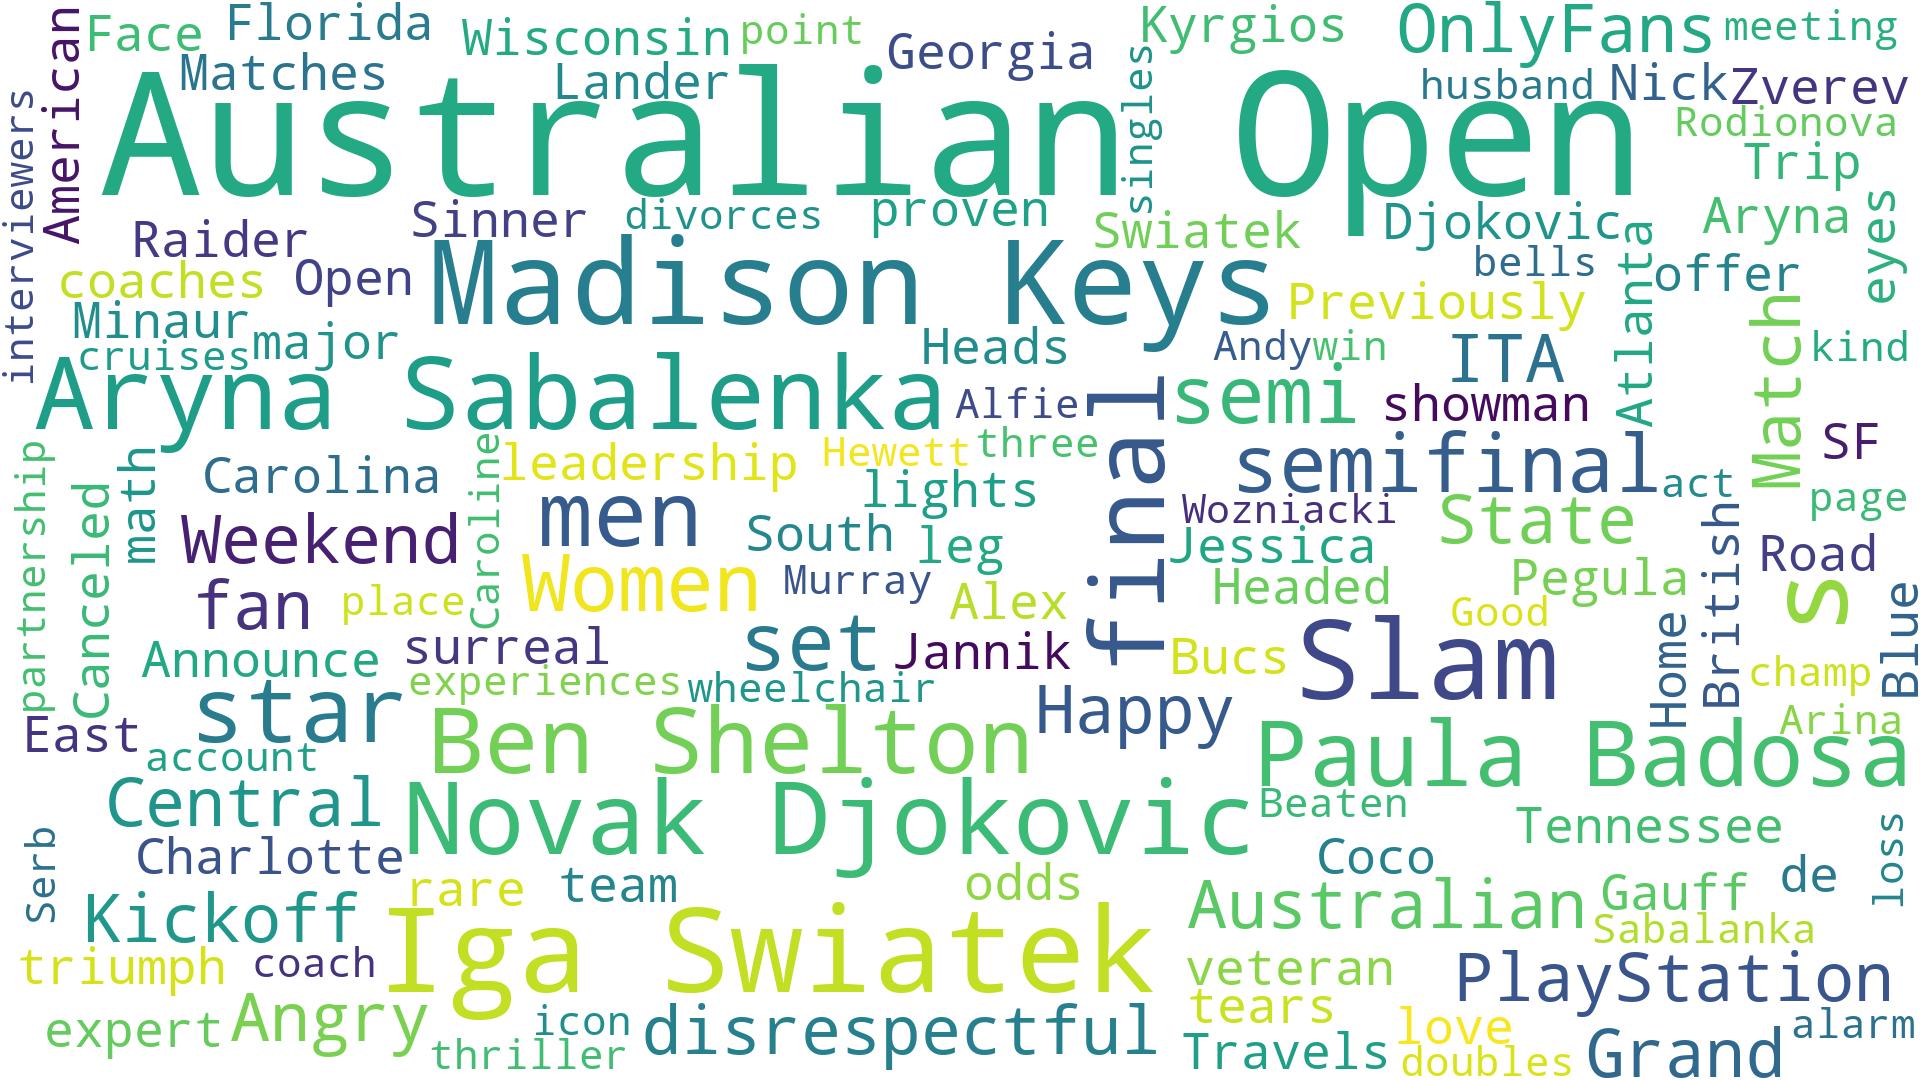 American
Face
Florida
Wisconsin
point
Georgia
Kyrgios
OnlyFans
meeting
Matches
Lander
singles
husband
Nick
Zverev
interviewers
Australian Open
Rodionova
Trip
Raider
Sinner
divorces
proven
Swiatek
Djokovic
Aryna
eyes
coaches
Open
Madison Keys
bells
Atlanta
offer
Previously
Minaur
major
Heads
Andy
win
ITA
Match
kind
cruises
Aryna Sabalenka
Alfie
final
semi
showman
SF
partnership
Canceled
math
Carolina
Caroline
leadership
Hewett
three
semifinal
act
page
lights
Weekend
men
South
leg
Wozniacki
State
British
Road
Jessica
fan
place
Women
Murray
Alex
Headed
Pegula
s
Blue
Good
Announce
surreal
set
Jannik
Bucs
Slam
Home
champ
experiences
wheelchair
East
star
Happy
Arina
account
Ben Shelton
Paula Badosa
Central
Novak Djokovic
Beaten
Tennessee
loss
Serb
Charlotte
Coco
rare
team
odds
de
Kickoff
Iga Swiatek
Australian
Gauff
Sabalanka
triumph
coach
veteran
PlayStation
expert
Angry
icon
disrespectful
tears
love
alarm
thriller
Travels
doubles
Grand